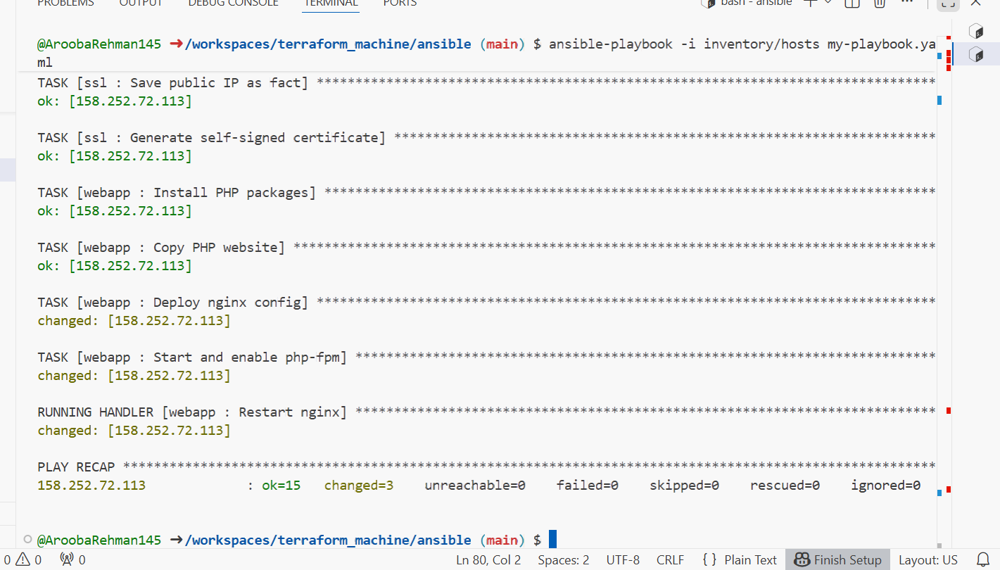 PROBLEMS OUTPUT DEBUG CONSOLE TERMINAL PORTS bash - ansible
@AroobaRehman145 ➜/workspaces/terraform_machine/ansible (main) $ ansible-playbook -i inventory/hosts my-playbook.ya
ml
TASK [ssl : Save public IP as fact] ********************************************************************************
ok: [158.252.72.113]
TASK [ssl : Generate self-signed certificate] **********************************************************************
ok: [158.252.72.113]
TASK [webapp : Install PHP packages] *******************************************************************************
ok: [158.252.72.113]
TASK [webapp : Copy PHP website] ***********************************************************************************
ok: [158.252.72.113]
TASK [webapp : Deploy nginx config] ********************************************************************************
changed: [158.252.72.113]
TASK [webapp : Start and enable php-fpm] ***************************************************************************
changed: [158.252.72.113]
RUNNING HANDLER [webapp : Restart nginx] ***************************************************************************
changed: [158.252.72.113]
PLAY RECAP *********************************************************************************************************
158.252.72.113 : ok=15 changed=3 unreachable=0 failed=0 skipped=0 rescued=0 ignored=0
@AroobaRehman145 ➜/workspaces/terraform_machine/ansible (main) $
0 0 0 Ln 80, Col 2 Spaces: 2 UTF-8 CRLF { } Plain Text Finish Setup Layout: US